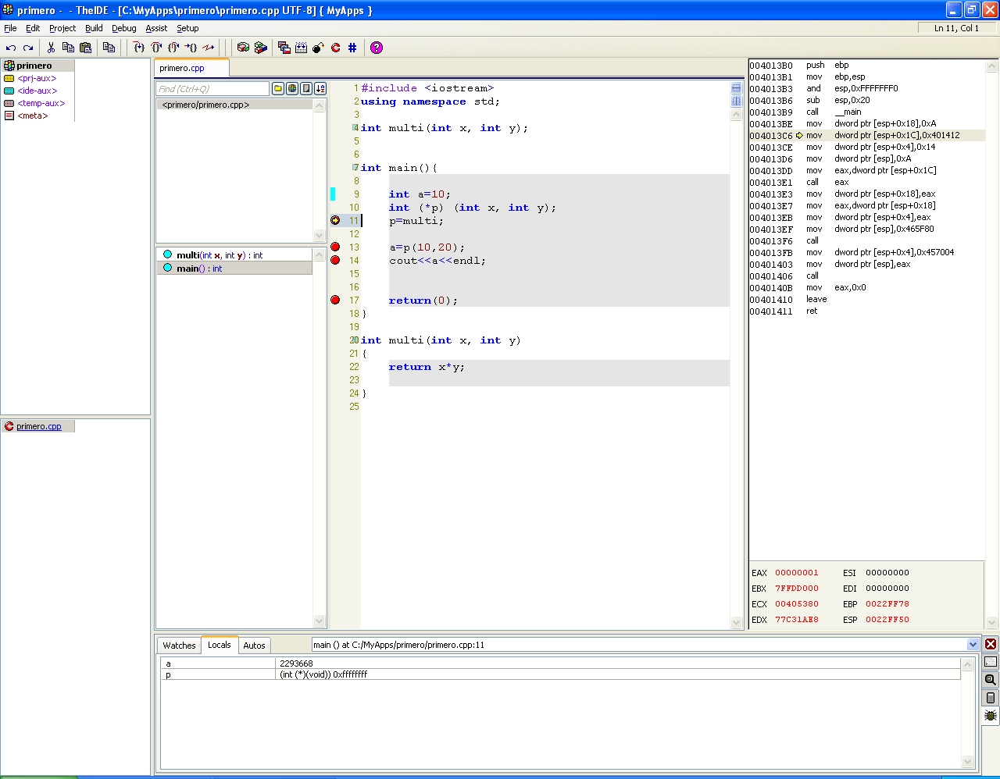 primero - - TheIDE - [C:\MyApps\primero\primero.cpp UTF-8] { MyApps }
File Edit Project Build Debug Assist Setup
Ln 11, Col 1
primero
<prj-aux>
<ide-aux>
<temp-aux>
<meta>
primero.cpp
primero.cpp
Find (Ctrl+Q)
<primero/primero.cpp>
multi(int x, int y) : int
main() : int
1 #include <iostream>
2 using namespace std;
3
4 int multi(int x, int y);
5
6
7 int main(){
8
9 int a=10;
10 int (*p) (int x, int y);
11 p=multi;
12
13 a=p(10,20);
14 cout<<a<<endl;
15
16
17 return(0);
18 }
19
20 int multi(int x, int y)
21 {
22 return x*y;
23
24 }
25
004013B0 push ebp
004013B1 mov ebp,esp
004013B3 and esp,0xFFFFFFF0
004013B6 sub esp,0x20
004013B9 call __main
004013BE mov dword ptr [esp+0x18],0xA
004013C6 mov dword ptr [esp+0x1C],0x401412
004013CE mov dword ptr [esp+0x4],0x14
004013D6 mov dword ptr [esp],0xA
004013DD mov eax,dword ptr [esp+0x1C]
004013E1 call eax
004013E3 mov dword ptr [esp+0x18],eax
004013E7 mov eax,dword ptr [esp+0x18]
004013EB mov dword ptr [esp+0x4],eax
004013EF mov dword ptr [esp],0x465F80
004013F6 call
004013FB mov dword ptr [esp+0x4],0x457004
00401403 mov dword ptr [esp],eax
00401406 call
0040140B mov eax,0x0
00401410 leave
00401411 ret
EAX 00000001 ESI 00000000
EBX 7FFDD000 EDI 00000000
ECX 00405380 EBP 0022FF78
EDX 77C31AE8 ESP 0022FF50
Watches Locals Autos
main () at C:/MyApps/primero/primero.cpp:11
a 2293668
p (int (*)(void)) 0xffffffff